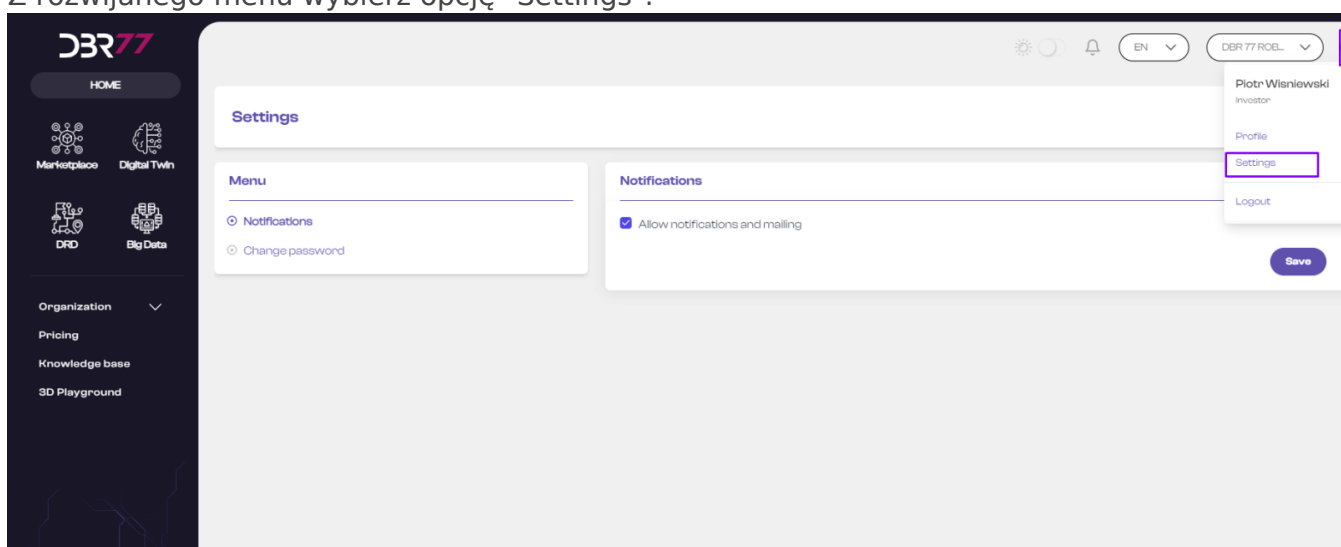 Z rozwijanego menu wybierz opcję "Settings".
DBR77
EN
DBR 77 ROB...
HOME
Piotr Wisniewski
Investor
Settings
Profile
Marketplace
Digital Twin
Settings
Menu
Notifications
Logout
Notifications
Allow notifications and mailing
DRD
Big Data
Change password
Save
Organization
Pricing
Knowledge base
3D Playground